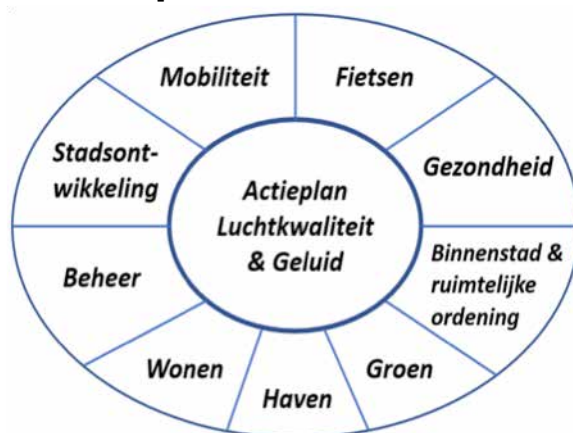 Mobiliteit
Fietsen
Stadsont-
wikkeling
Gezondheid
Actieplan
Luchtkwaliteit
& Geluid
Beheer
Binnenstad &
ruimtelijke
ordening
Wonen
Haven
Groen